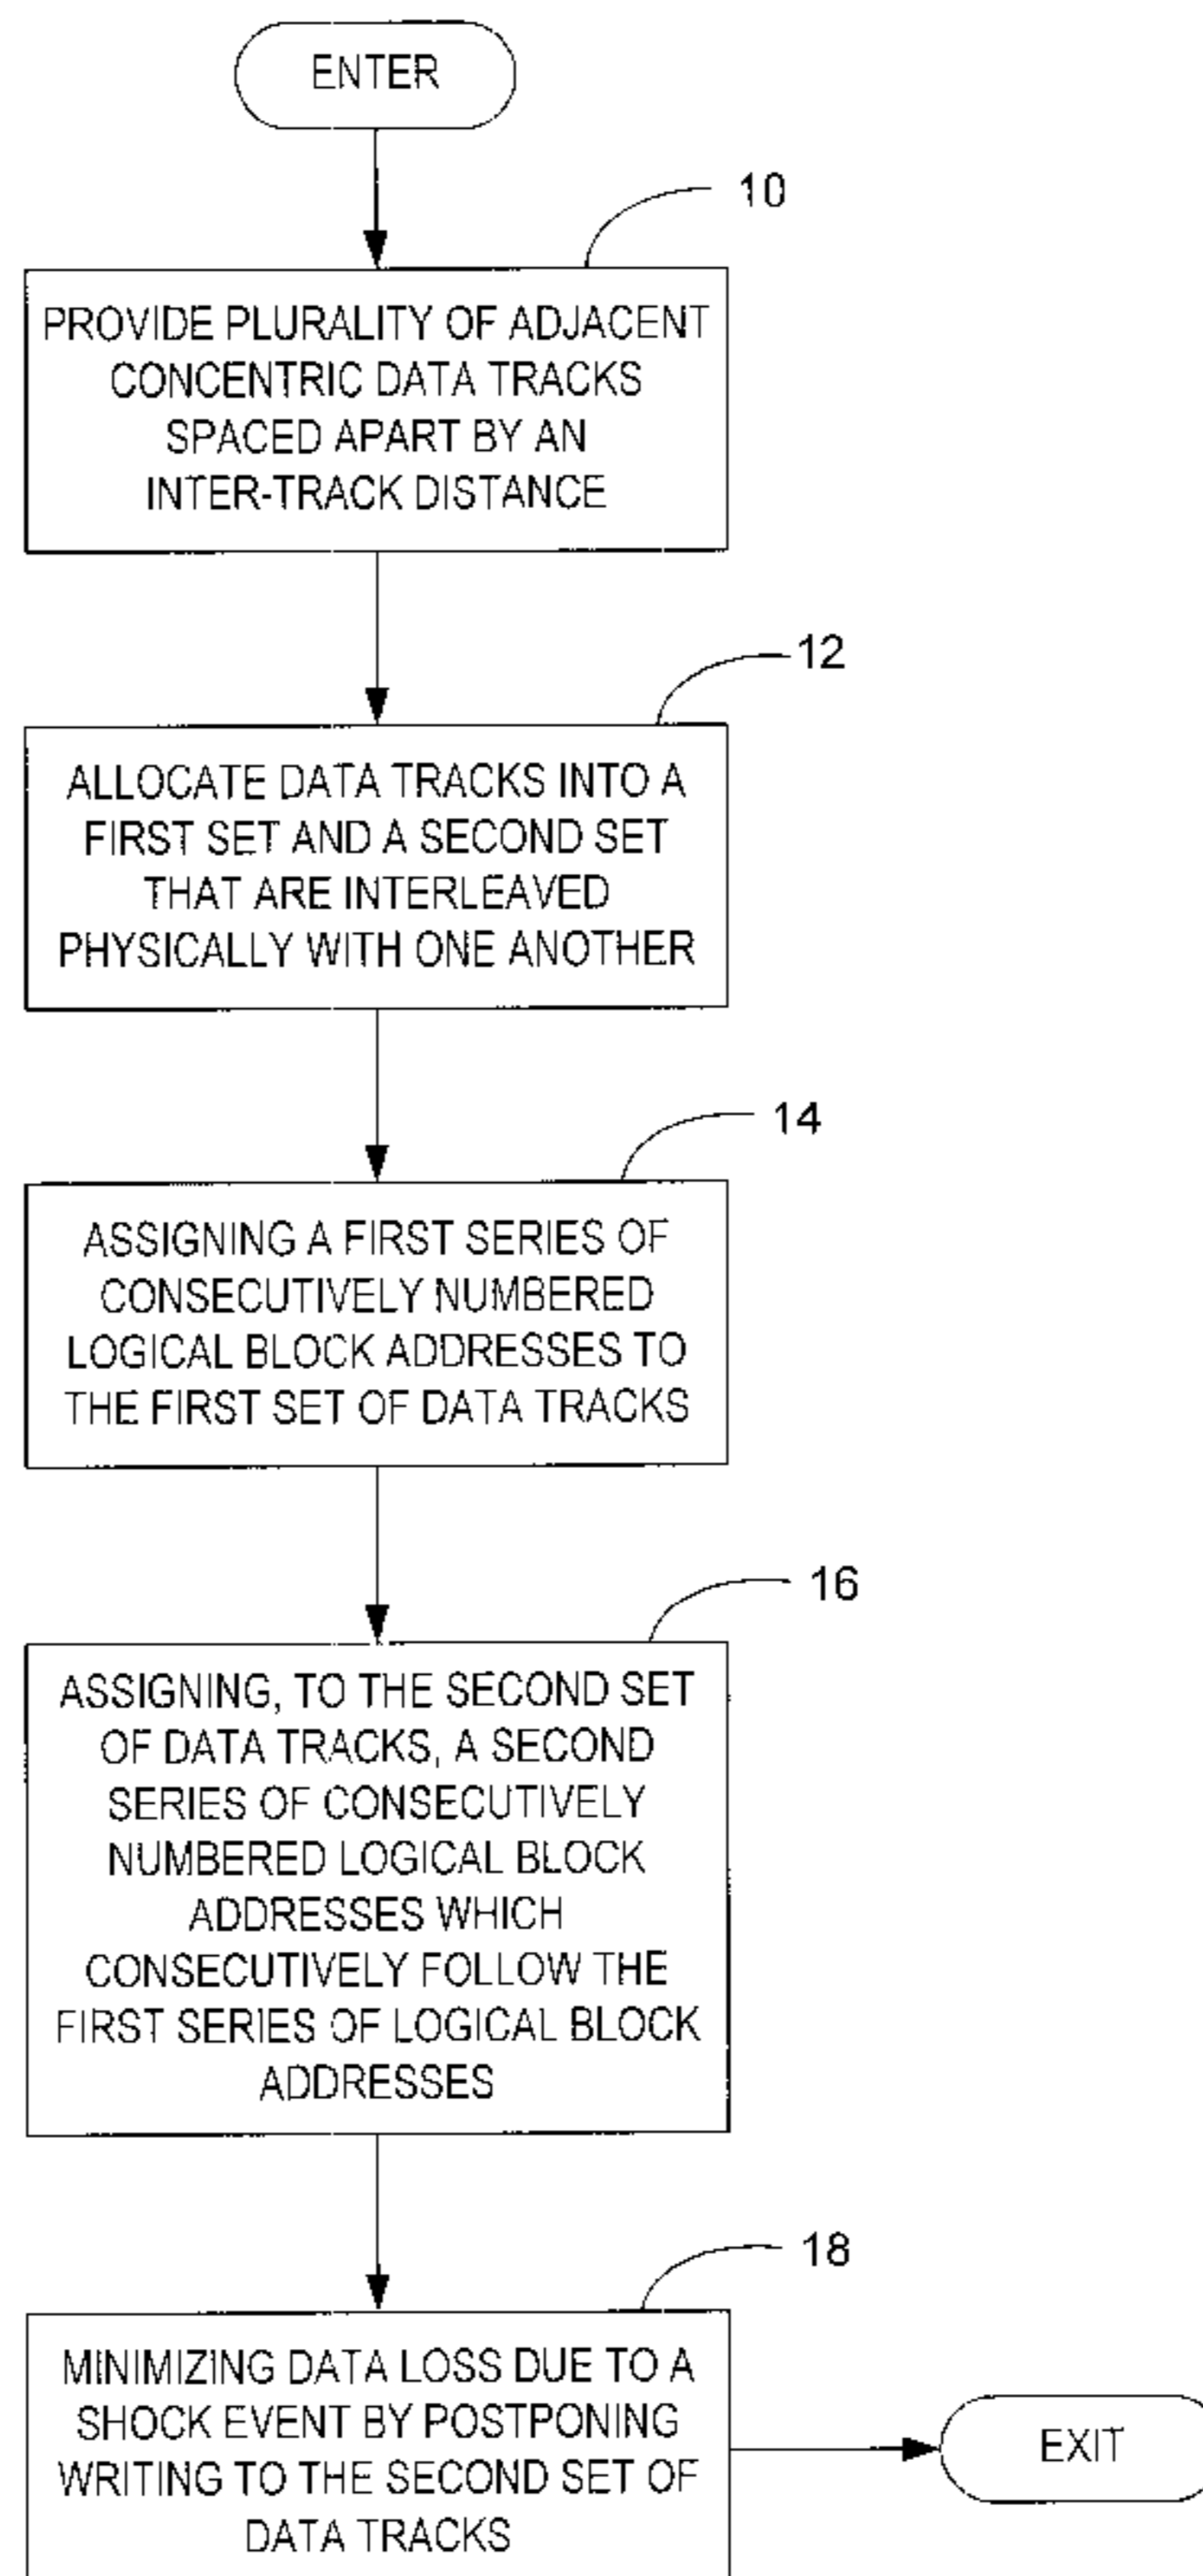 ENTER
10
PROVIDE PLURALITY OF ADJACENT
CONCENTRIC DATA TRACKS
SPACED APART BY AN
INTER-TRACK DISTANCE
12
ALLOCATE DATA TRACKS INTO A
FIRST SET AND A SECOND SET
THAT ARE INTERLEAVED
PHYSICALLY WITH ONE ANOTHER
14
ASSIGNING A FIRST SERIES OF
CONSECUTIVELY NUMBERED
LOGICAL BLOCK ADDRESSES TO
THE FIRST SET OF DATA TRACKS
16
ASSIGNING, TO THE SECOND SET
OF DATA TRACKS, A SECOND
SERIES OF CONSECUTIVELY
NUMBERED LOGICAL BLOCK
ADDRESSES WHICH
CONSECUTIVELY FOLLOW THE
FIRST SERIES OF LOGICAL BLOCK
ADDRESSES
18
MINIMIZING DATA LOSS DUE TO A
SHOCK EVENT BY POSTPONING
WRITING TO THE SECOND SET OF
DATA TRACKS
EXIT